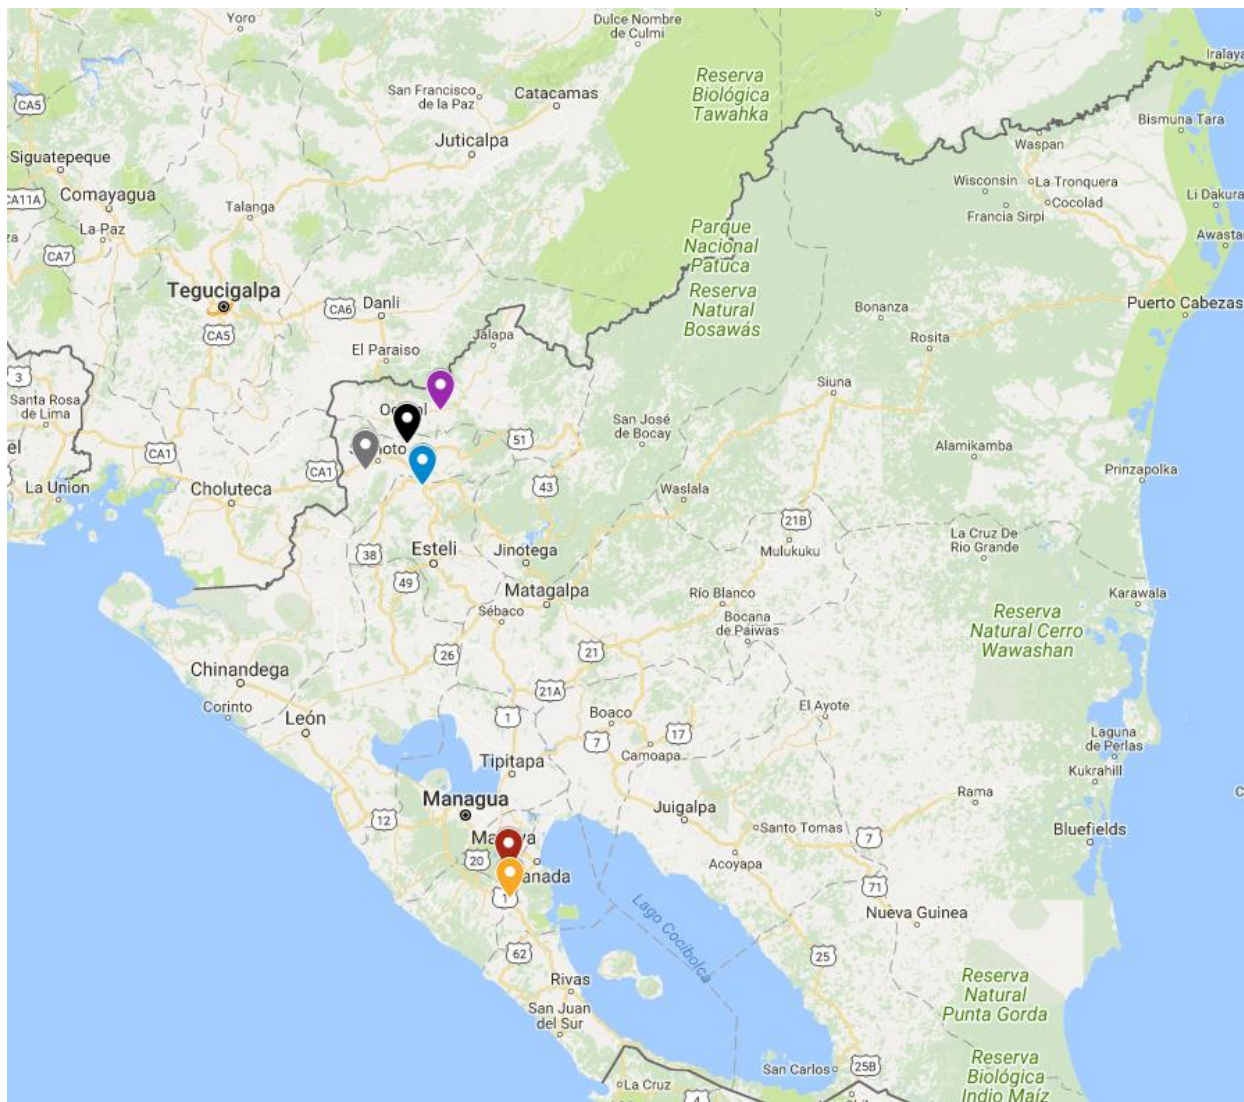 Yoro
Dulce Nombre
de Culmi
Iralaya
CA5
San Francisco
de la Paz
Catacamas
Reserva
Biológica
Tawahka
Bismuna Tara
Siguatepeque
Juticalpa
Waspan
CA11A
Comayagua
Talanga
Wisconsin
La Tronquera
Cocolad
Li Dakura
Francia Sirpi
La Paz
Parque
Nacional
Patuca
CA7
Tegucigalpa
Reserva
Natural
Bosawás
CA6
Danli
Bonanza
Puerto Cabezas
CA5
Jalapa
Rosita
El Paraiso
3
Siuna
Santa Rosa
de Lima
San José
de Bocay
51
CA1
CA1
Alamikamba
Prinzapolka
La Union
Choluteca
43
Waslala
21B
La Cruz De
Rio Grande
38
Esteli
Jinotega
Mulukuku
49
Matagalpa
Río Blanco
Karawala
Sébaco
Bocana
de Paiwas
Reserva
Natural Cerro
Wawashan
26
21
Chinandega
21A
Corinto
León
1
Boaco
El Ayote
7
17
Camoapa
Laguna
de Perlas
Tipitapa
Kukrahill
Managua
Rama
12
Juigalpa
Santo Tomas
7
Bluefields
20
Acoyapa
71
Lago Cocibolca
Nueva Guinea
62
25
Rivas
Reserva
Natural
Punta Gorda
San Juan
del Sur
San Carlos
25B
Reserva
Biológica
Indio Maíz
La Cruz
4